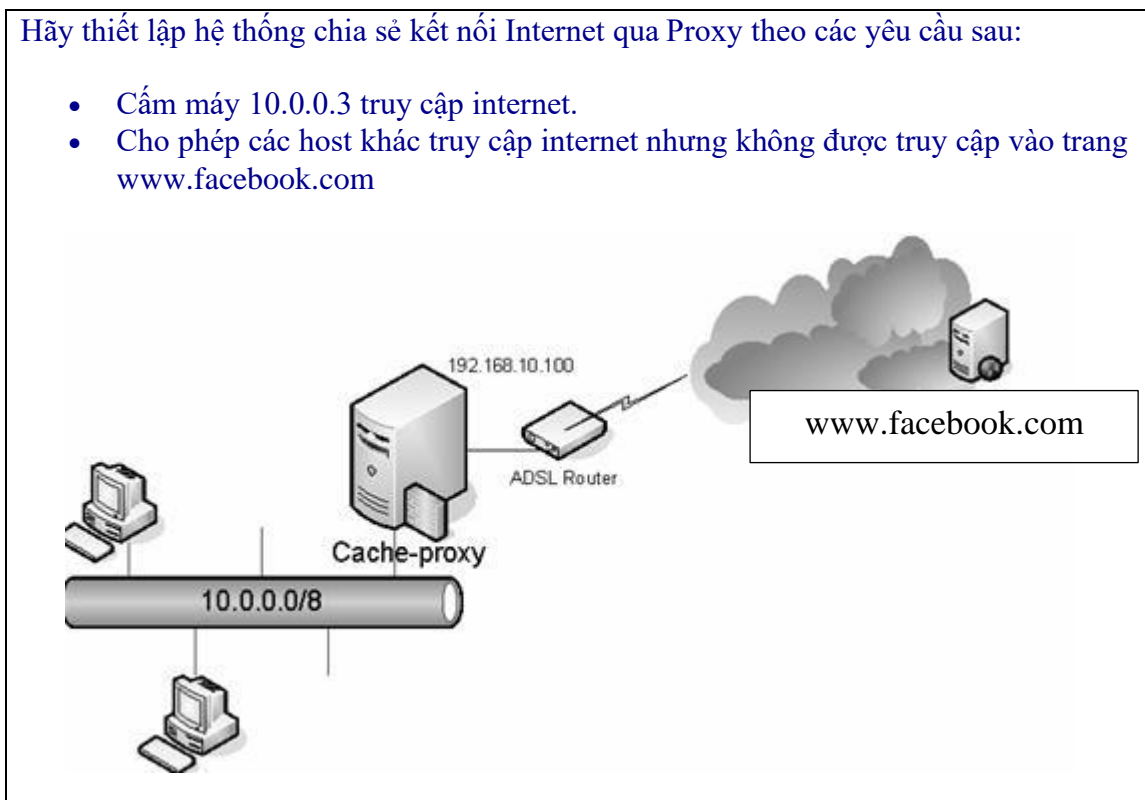 Hãy thiết lập hệ thống chia sẻ kết nối Internet qua Proxy theo các yêu cầu sau:
• Cấm máy 10.0.0.3 truy cập internet.
• Cho phép các host khác truy cập internet nhưng không được truy cập vào trang
www.facebook.com
192.168.10.100
www.facebook.com
ADSL Router
Cache-proxy
10.0.0.0/8